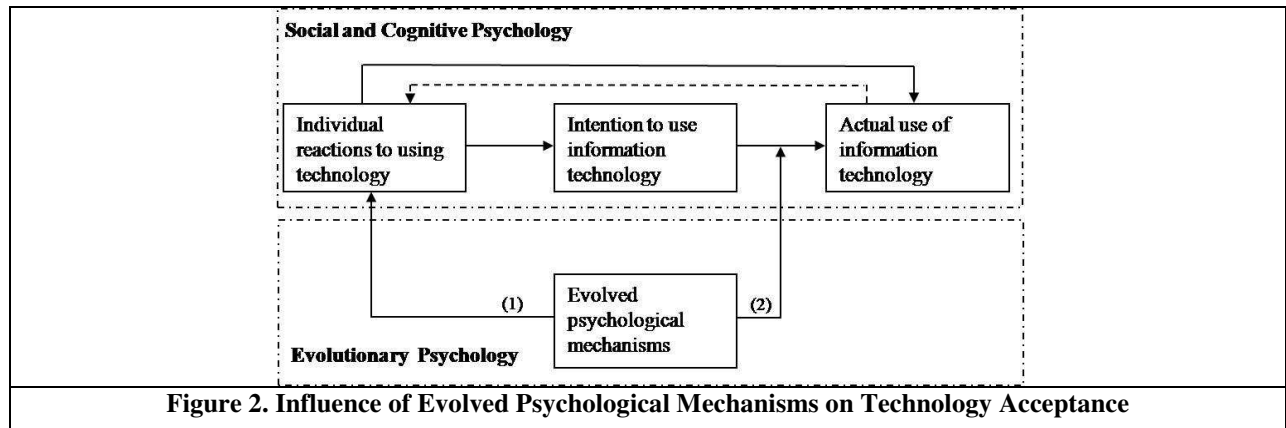 Social and Cognitive Psychology
Individual
reactions to using
technology
Intention to use
information
technology
Actual use of
information
technology
(1)
Evolved
psychological
mechanisms
(2)
Evolutionary Psychology
Figure 2. Influence of Evolved Psychological Mechanisms on Technology Acceptance